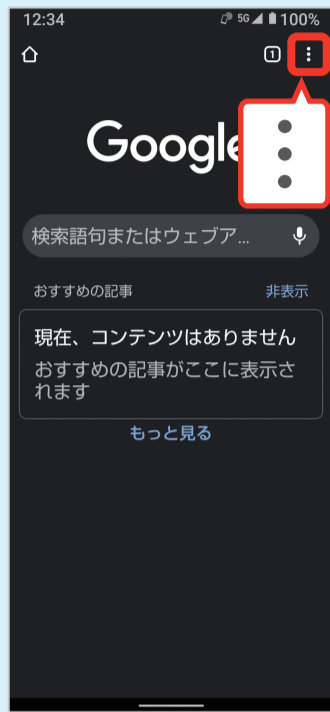 12:34 5G 100%
1
Google
検索語句またはウェブア...
おすすめの記事 非表示
現在、コンテンツはありません
おすすめの記事がここに表示さ
れます
もっと見る